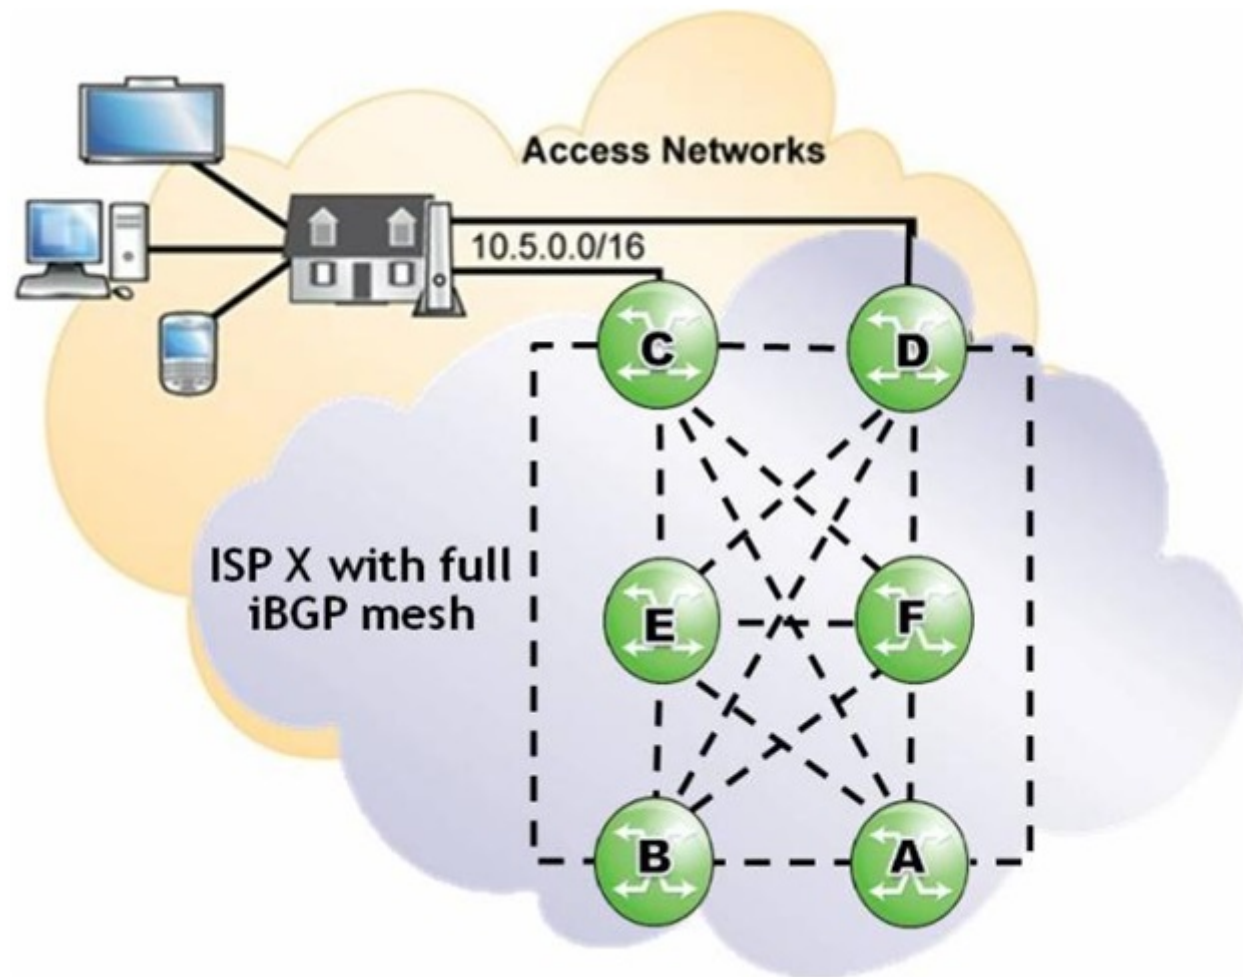 Access Networks
10.5.0.0/16
C
D
ISP X with full
iBGP mesh
E
F
B
A